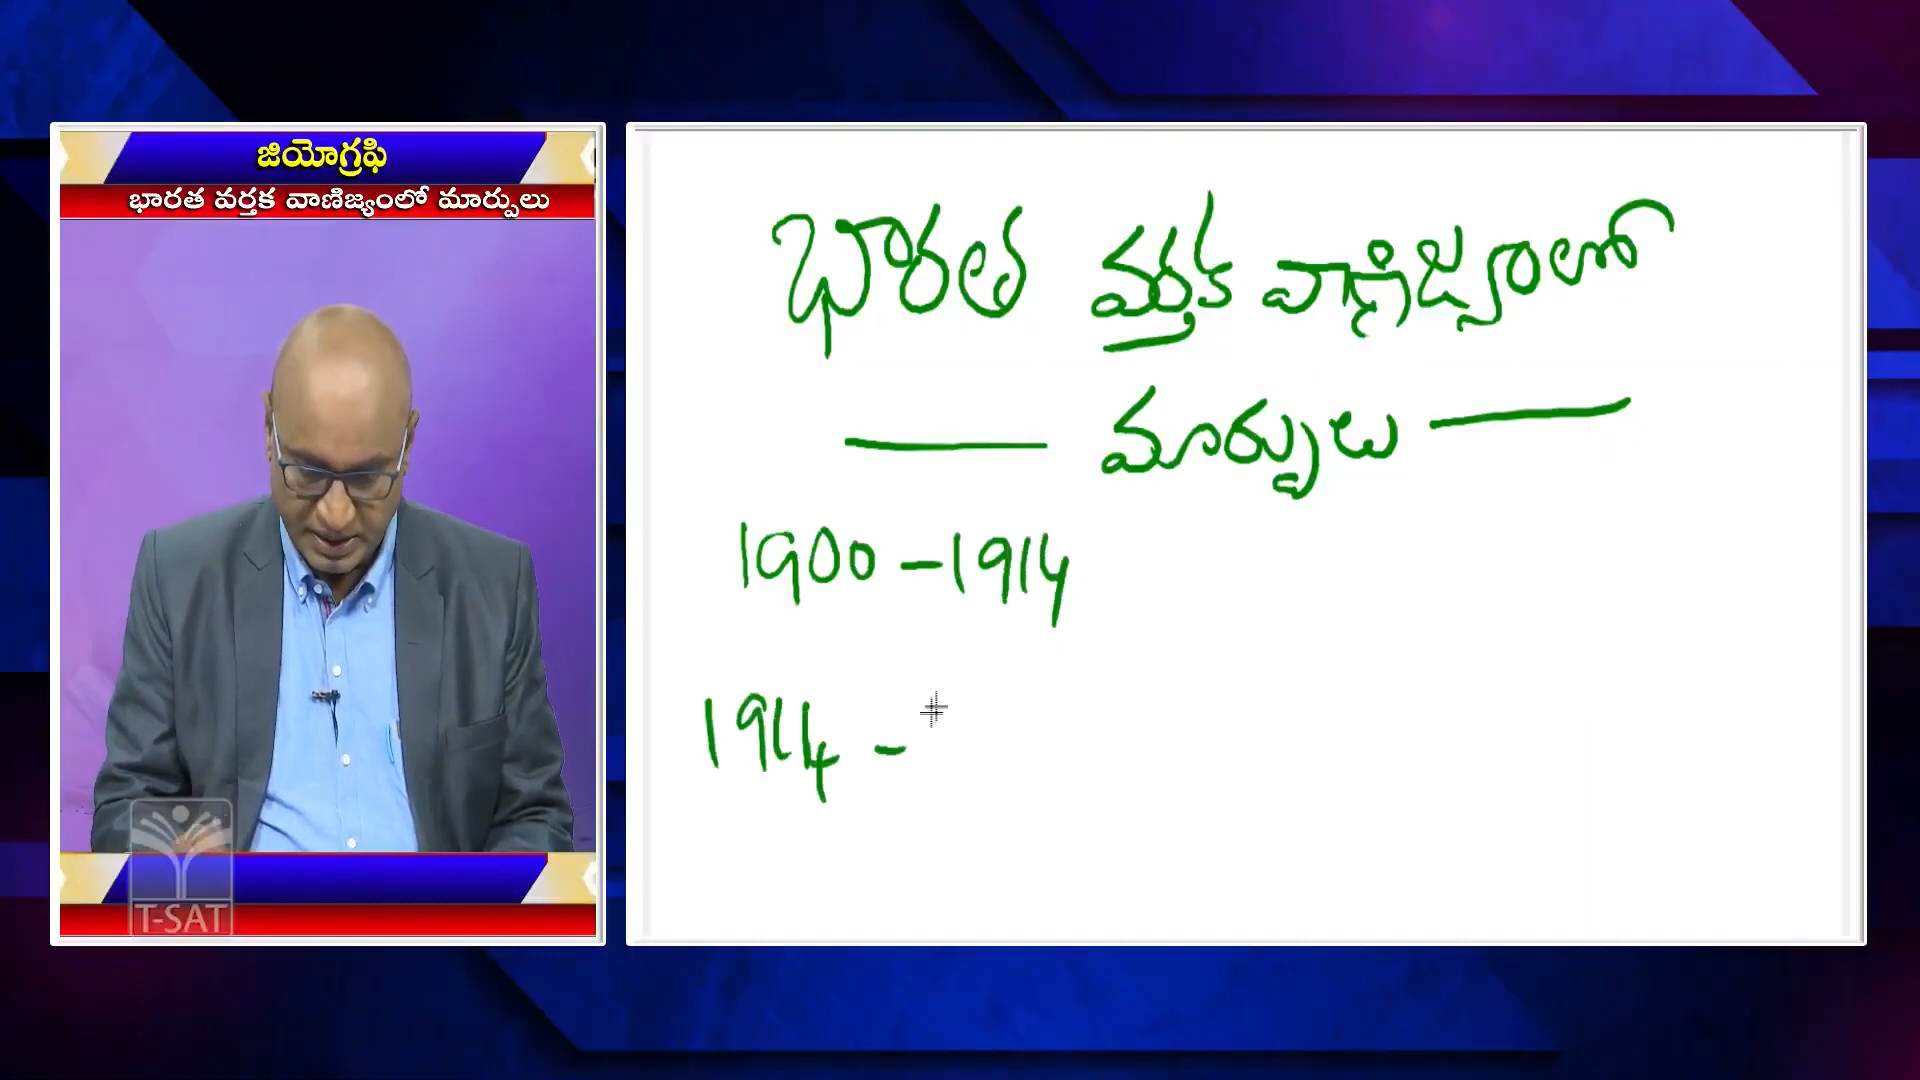 జియోగ్రఫి
భారత వర్తక వాణిజ్యంలో మార్పులు
భారత వర్తక వాణిజ్యంలో
మార్పులు
1900 - 1914
1914 -
T-SAT